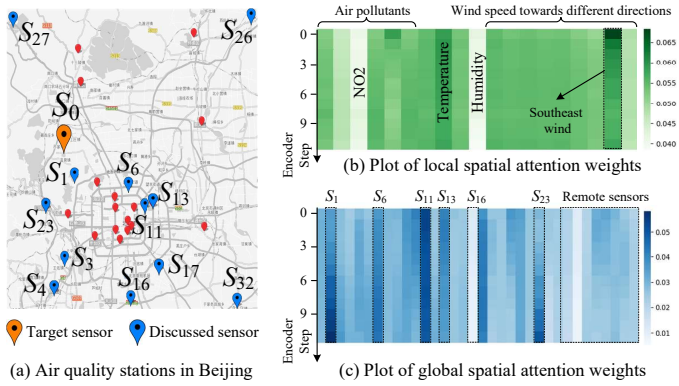 S27
S26
S0
S1
S6
S13
S23
S11
S3
S17
S4
S16
S32
Target sensor
Discussed sensor
(a) Air quality stations in Beijing
Air pollutants
Wind speed towards different directions
0
3
6
9
Encoder
Step
NO2
Temperature
Humidity
Southeast
wind
0.065
0.060
0.055
0.050
0.045
0.040
(b) Plot of local spatial attention weights
S1
S6
S11
S13
S16
S23
Remote sensors
0
3
6
9
Encoder
Step
0.05
0.04
0.03
0.02
0.01
(c) Plot of global spatial attention weights